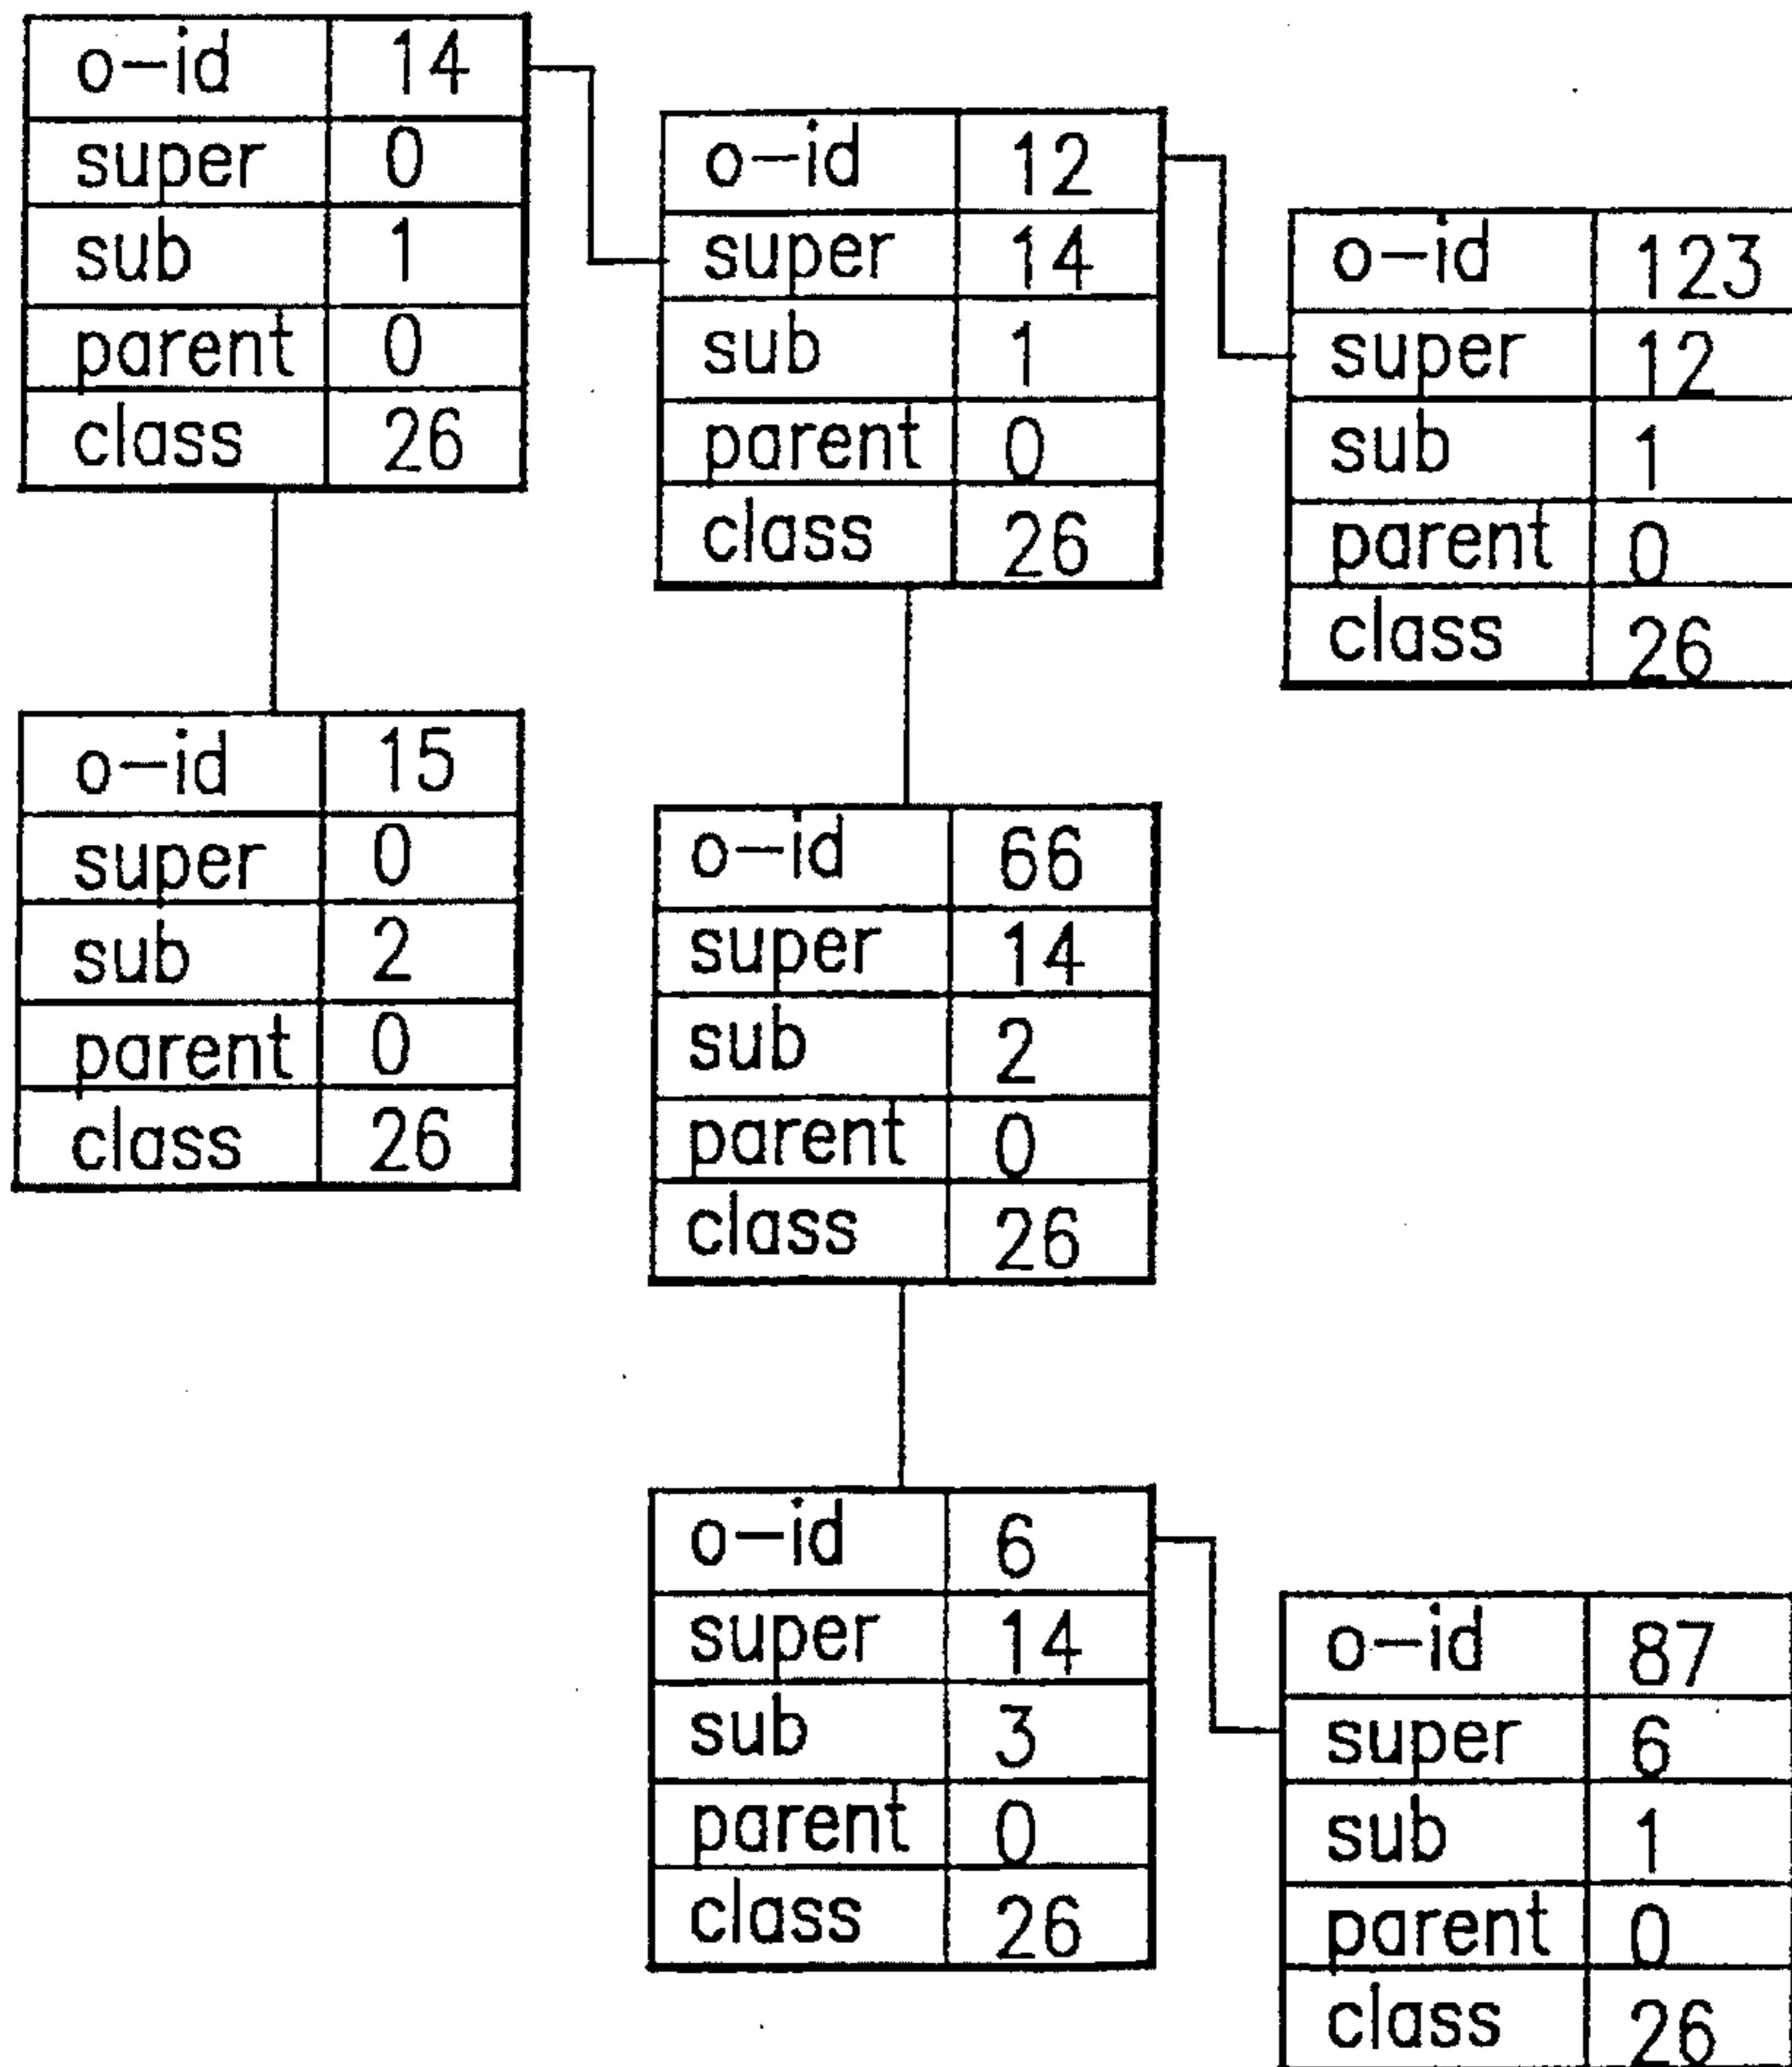 o-id 14
super 0
sub 1
parent 0
class 26
o-id 12
super 14
sub 1
parent 0
class 26
o-id 123
super 12
sub 1
parent 0
class 26
o-id 15
super 0
sub 2
parent 0
class 26
o-id 66
super 14
sub 2
parent 0
class 26
o-id 6
super 14
sub 3
parent 0
class 26
o-id 87
super 6
sub 1
parent 0
class 26